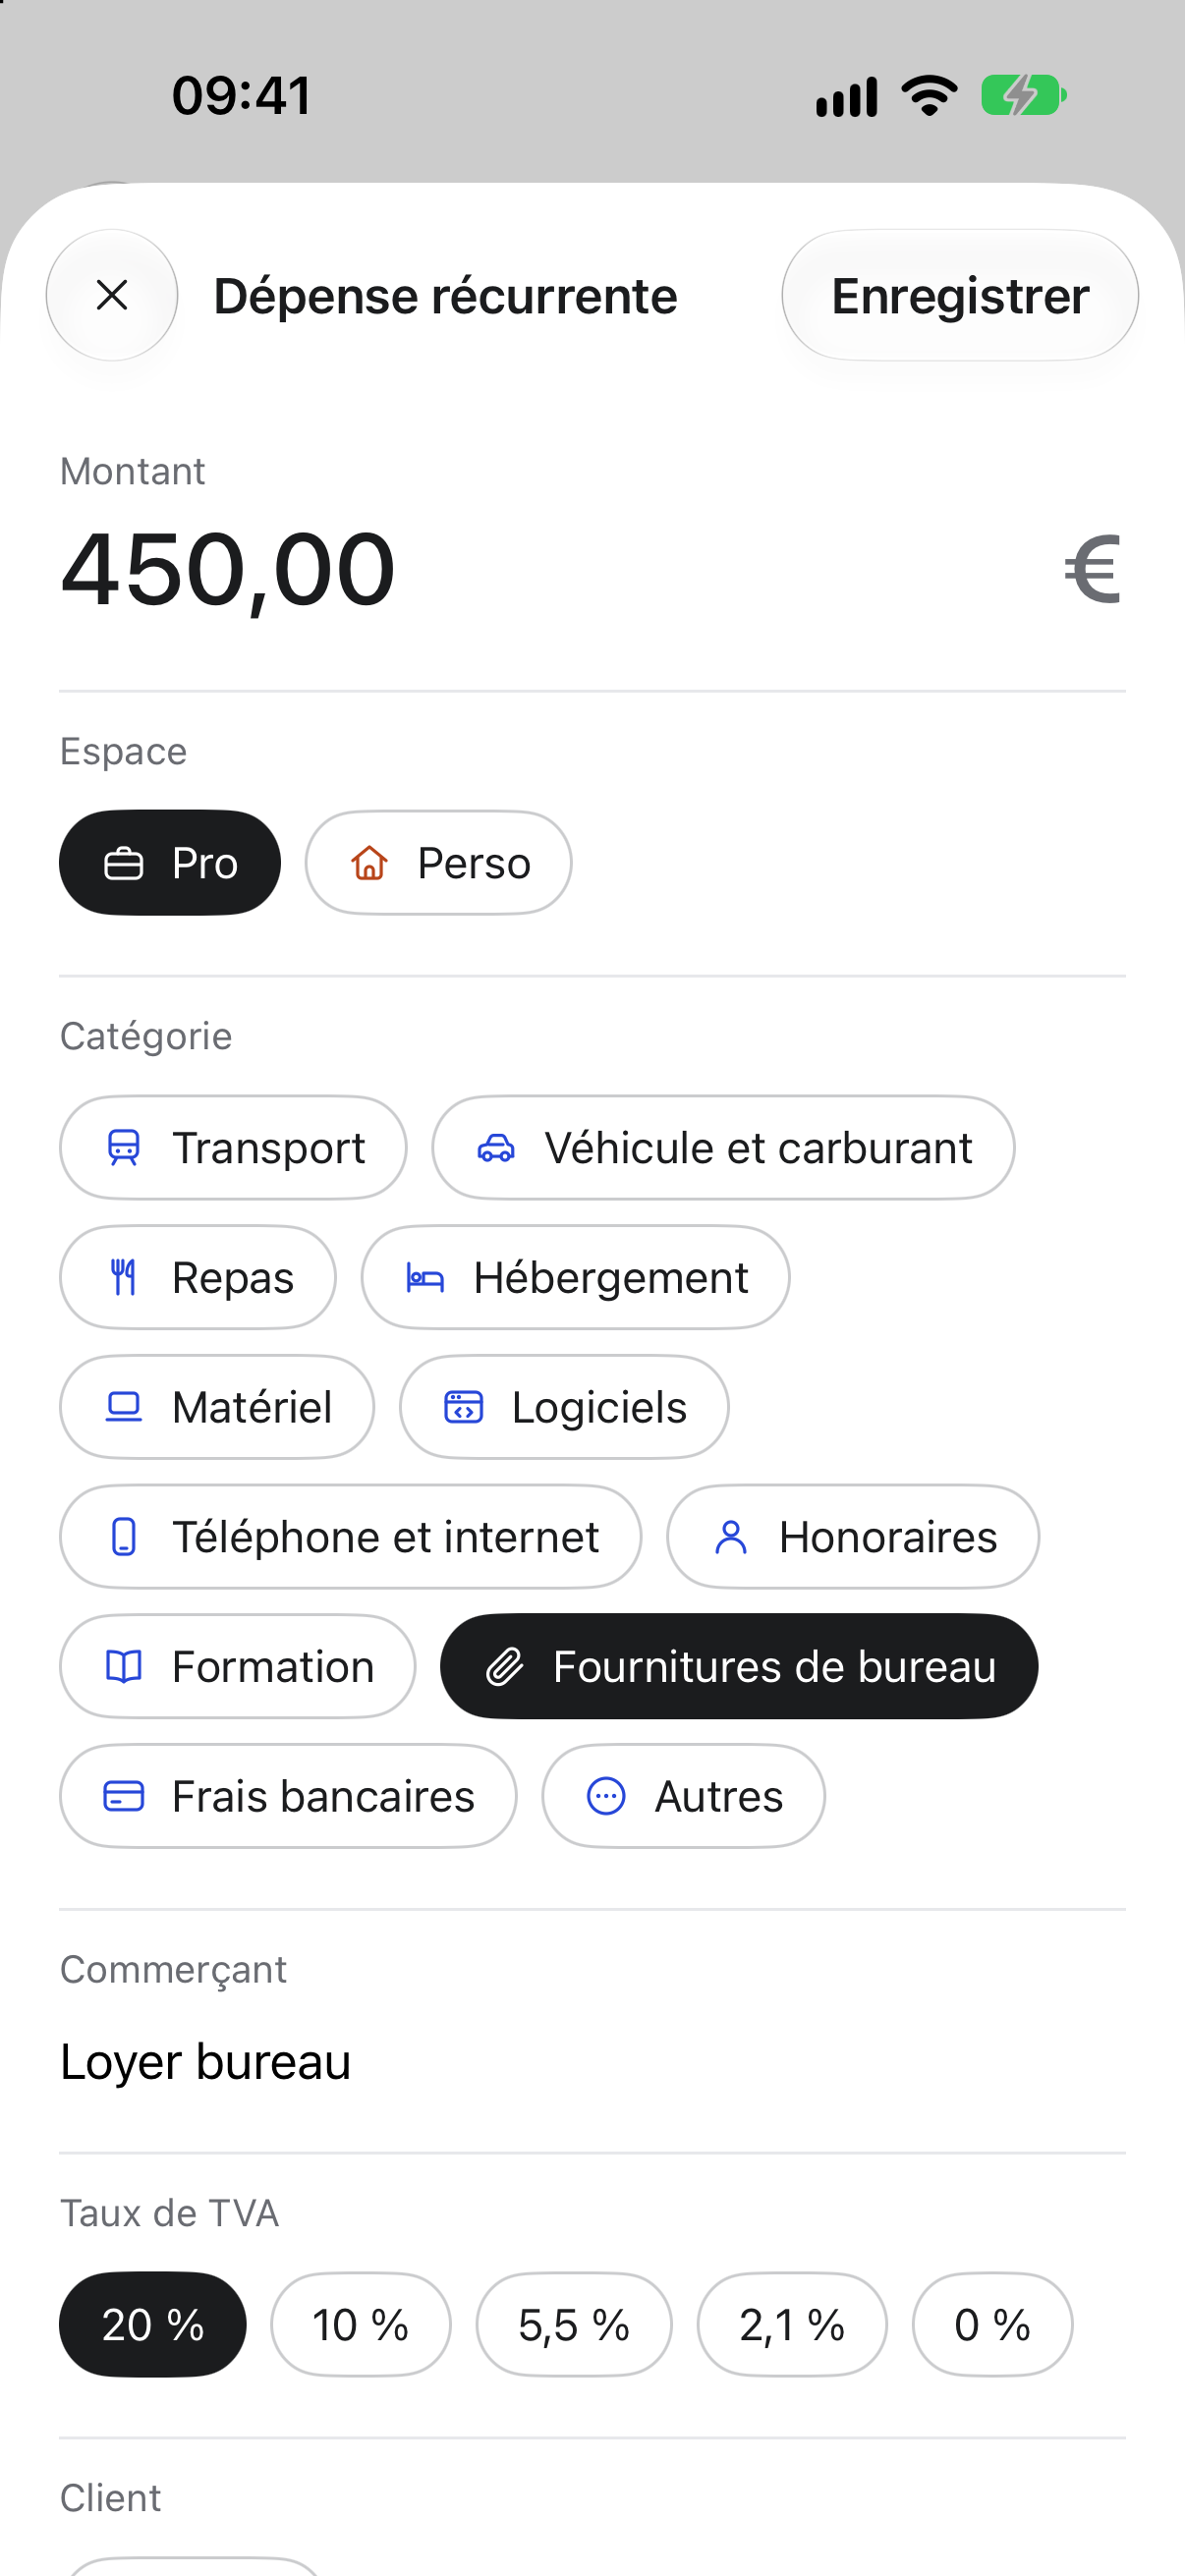 09:41
Dépense récurrente
Enregistrer
Montant
450,00 €
Espace
Pro Perso
Catégorie
Transport Véhicule et carburant
Repas Hébergement
Matériel Logiciels
Téléphone et internet Honoraires
Formation Fournitures de bureau
Frais bancaires Autres
Commerçant
Loyer bureau
Taux de TVA
20 % 10 % 5,5 % 2,1 % 0 %
Client